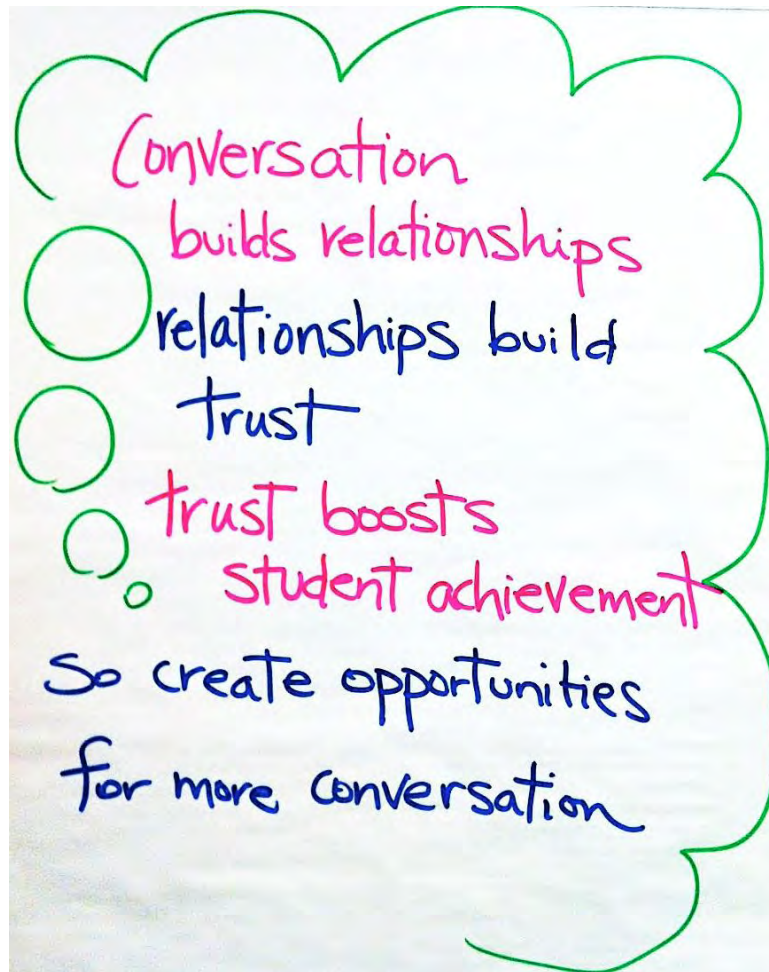 Conversation
builds relationships
relationships build
trust
trust boosts
student achievement
So create opportunities
for more conversation